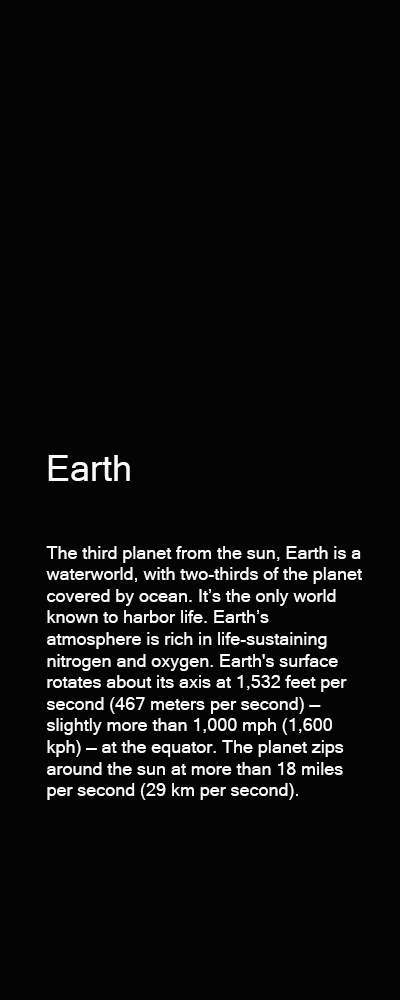 Earth
The third planet from the sun, Earth is a
waterworld, with two-thirds of the planet
covered by ocean. It’s the only world
known to harbor life. Earth’s
atmosphere is rich in life-sustaining
nitrogen and oxygen. Earth's surface
rotates about its axis at 1,532 feet per
second (467 meters per second) —
slightly more than 1,000 mph (1,600
kph) — at the equator. The planet zips
around the sun at more than 18 miles
per second (29 km per second).